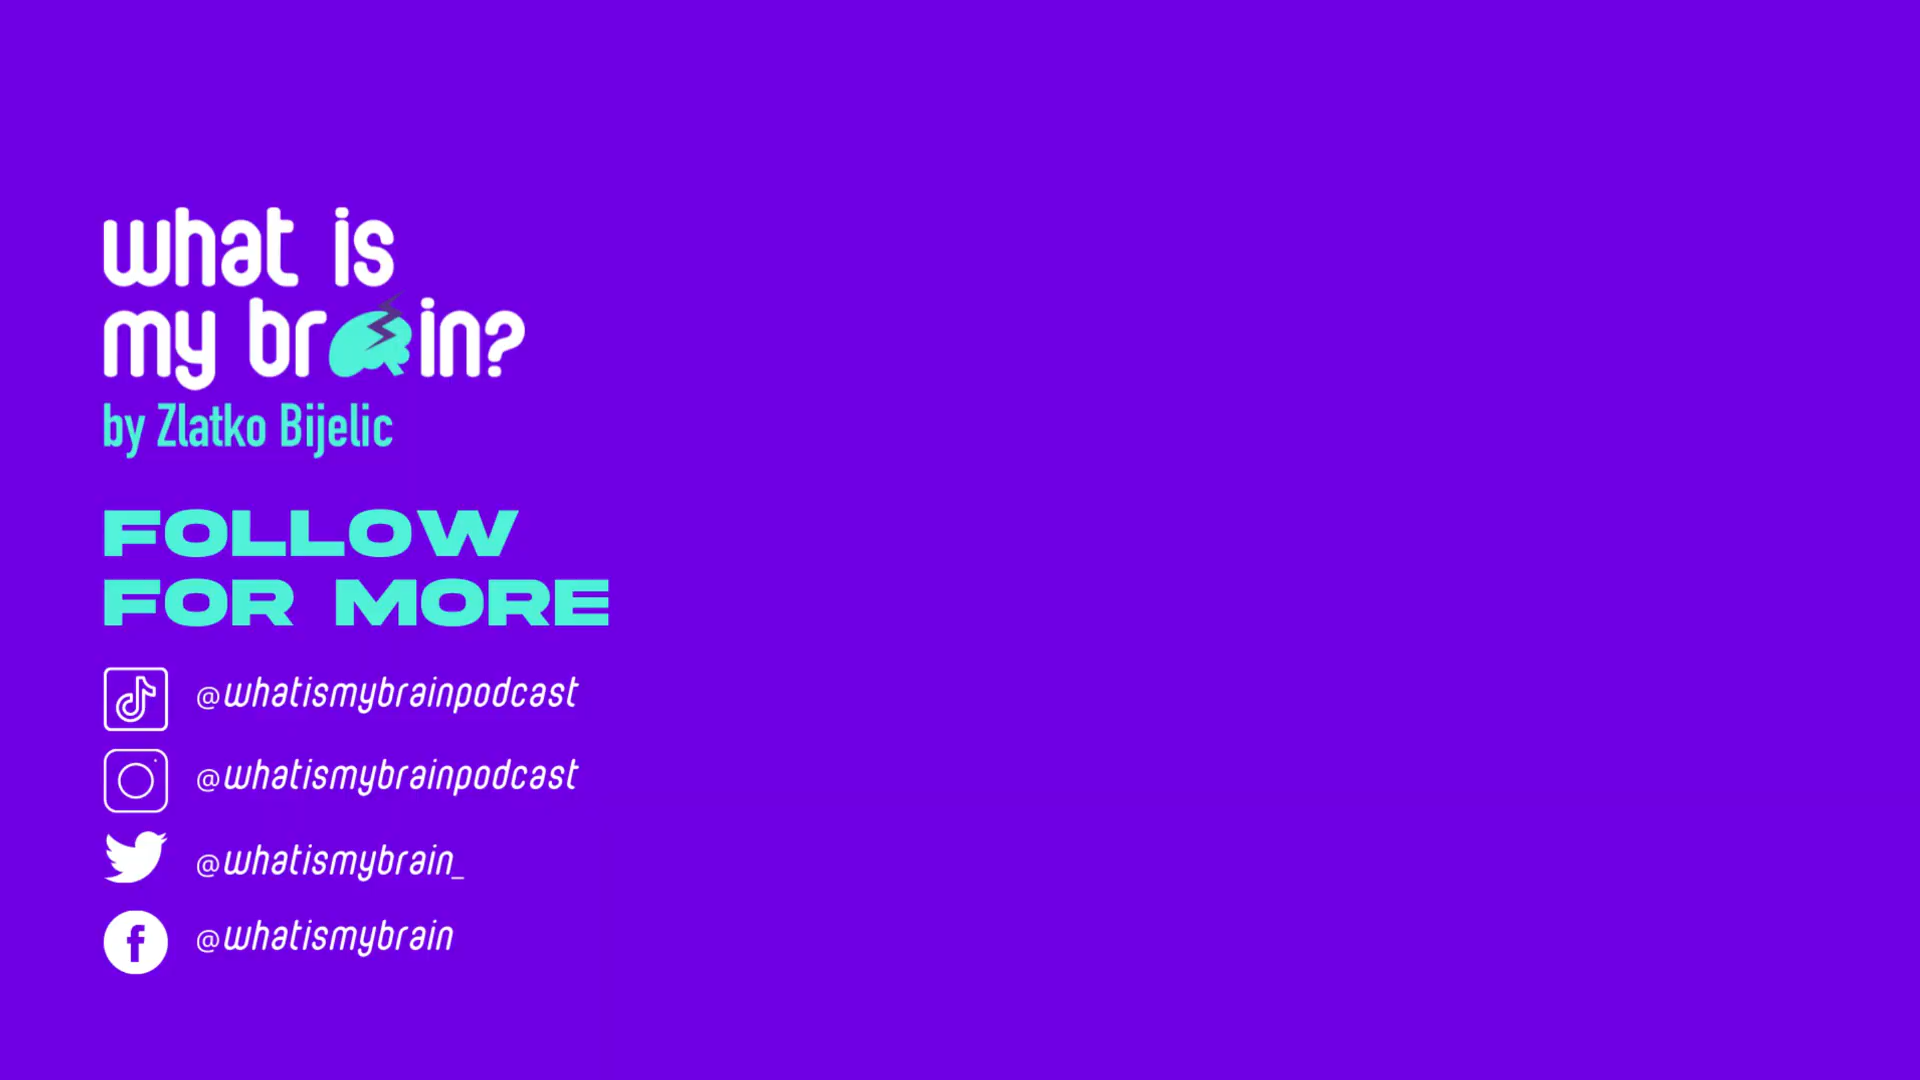 what is
my brain?
by Zlatko Bijelic
FOLLOW
FOR MORE
@whatismybrainpodcast
@whatismybrainpodcast
@whatismybrain_
@whatismybrain